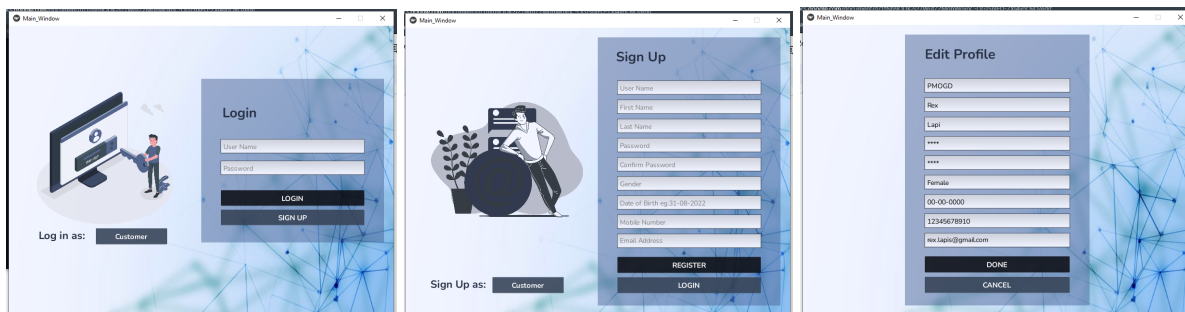 Main_Window
Login
User Name
Password
LOGIN
SIGN UP
Log in as:
Customer
Main_Window
Sign Up
User Name
First Name
Last Name
Password
Confirm Password
Gender
Date of Birth eg.31-08-2022
Mobile Number
Email Address
REGISTER
LOGIN
Sign Up as:
Customer
Main_Window
Edit Profile
PMOGD
Rex
Lapi
****
****
Female
00-00-0000
12345678910
rex.lapis@gmail.com
DONE
CANCEL